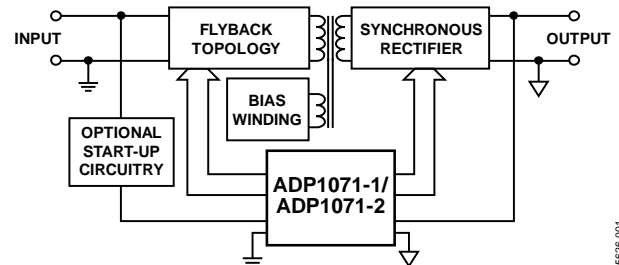 INPUT
FLYBACK
TOPOLOGY
SYNCHRONOUS
RECTIFIER
OUTPUT
BIAS
WINDING
OPTIONAL
START-UP
CIRCUITRY
ADP1071-1/
ADP1071-2